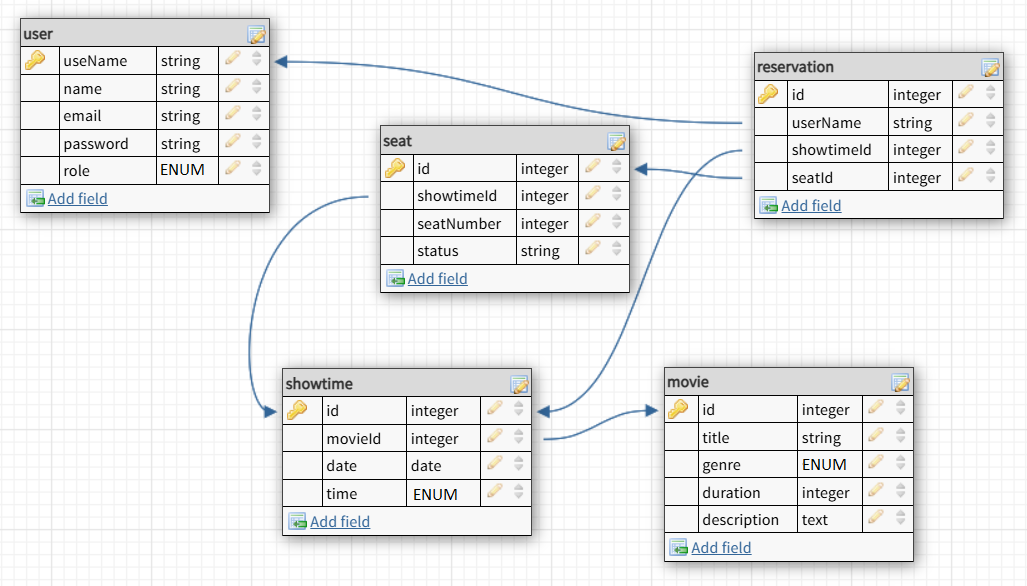 user
useName string
name string
email string
password string
role ENUM
Add field
reservation
id integer
userName string
showtimeId integer
seatId integer
Add field
seat
id integer
showtimeId integer
seatNumber integer
status string
Add field
showtime
id integer
movieId integer
date date
time ENUM
Add field
movie
id integer
title string
genre ENUM
duration integer
description text
Add field